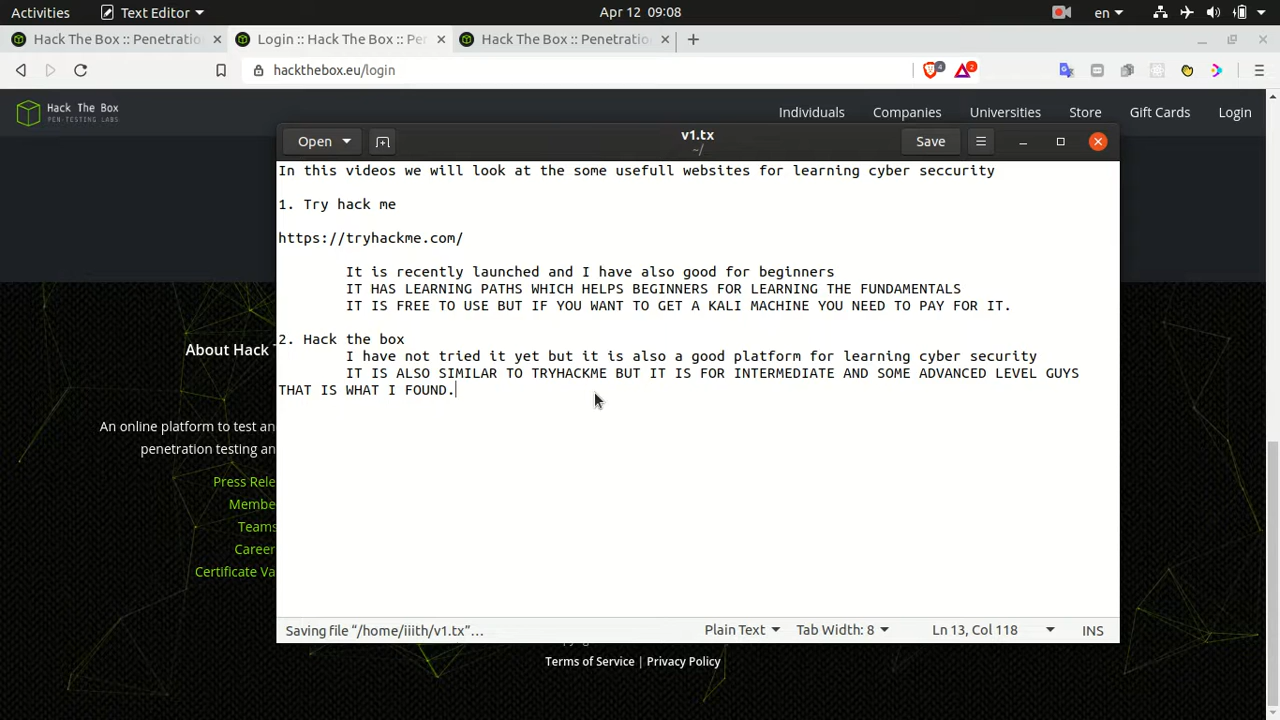 Activities Text Editor Apr 12 09:08 en
Hack The Box :: Penetratio Login :: Hack The Box :: Pe Hack The Box :: Penetratio
hackthebox.eu/login 4 2
Hack The Box
PEN-TESTING LABS
Individuals Companies Universities Store Gift Cards Login
Open v1.tx Save
~/
In this videos we will look at the some usefull websites for learning cyber seccurity
1. Try hack me
https://tryhackme.com/
It is recently launched and I have also good for beginners
IT HAS LEARNING PATHS WHICH HELPS BEGINNERS FOR LEARNING THE FUNDAMENTALS
IT IS FREE TO USE BUT IF YOU WANT TO GET A KALI MACHINE YOU NEED TO PAY FOR IT.
2. Hack the box
I have not tried it yet but it is also a good platform for learning cyber security
IT IS ALSO SIMILAR TO TRYHACKME BUT IT IS FOR INTERMEDIATE AND SOME ADVANCED LEVEL GUYS
THAT IS WHAT I FOUND.
About Hack T
An online platform to test an
penetration testing an
Press Rele
Membe
Teams
Career
Certificate Va
Saving file “/home/iiith/v1.tx”… Plain Text Tab Width: 8 Ln 13, Col 118 INS
Terms of Service | Privacy Policy